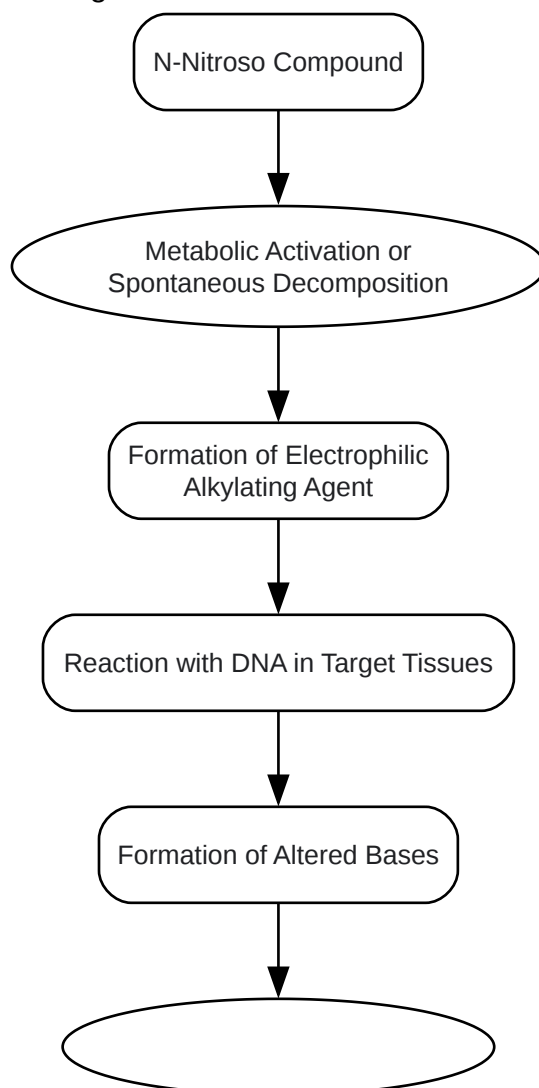 N-Nitroso Compound
Metabolic Activation or
Spontaneous Decomposition
Formation of Electrophilic
Alkylating Agent
Reaction with DNA in Target Tissues
Formation of Altered Bases